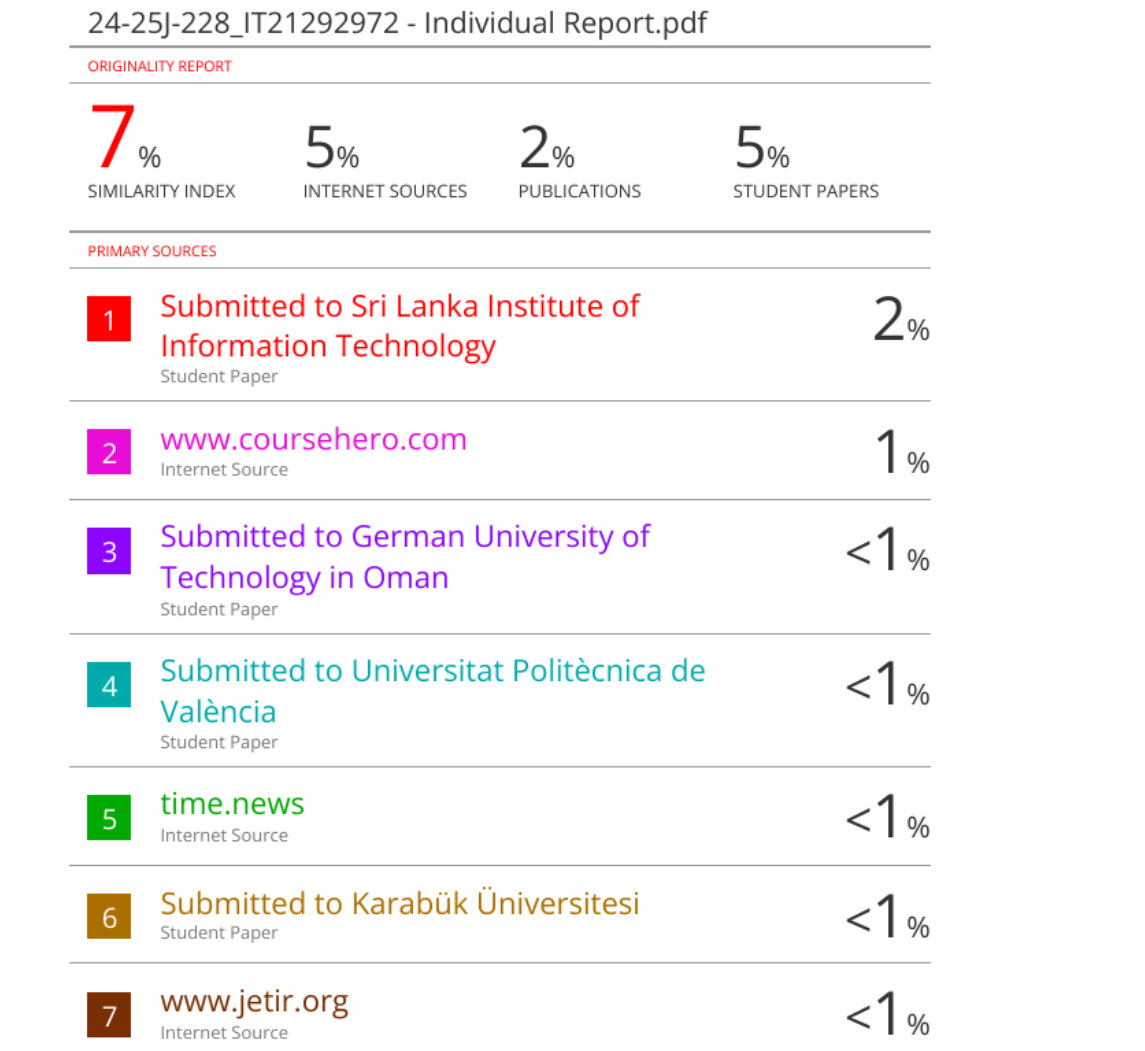 24-25J-228_IT21292972 - Individual Report.pdf
ORIGINALITY REPORT
7%
5%
2%
5%
SIMILARITY INDEX
INTERNET SOURCES
PUBLICATIONS
STUDENT PAPERS
PRIMARY SOURCES
1
Submitted to Sri Lanka Institute of
Information Technology
Student Paper
2%
2
www.coursehero.com
Internet Source
1%
3
Submitted to German University of
Technology in Oman
Student Paper
<1%
4
Submitted to Universitat Politècnica de
València
Student Paper
<1%
5
time.news
Internet Source
<1%
6
Submitted to Karabük Üniversitesi
Student Paper
<1%
7
www.jetir.org
Internet Source
<1%